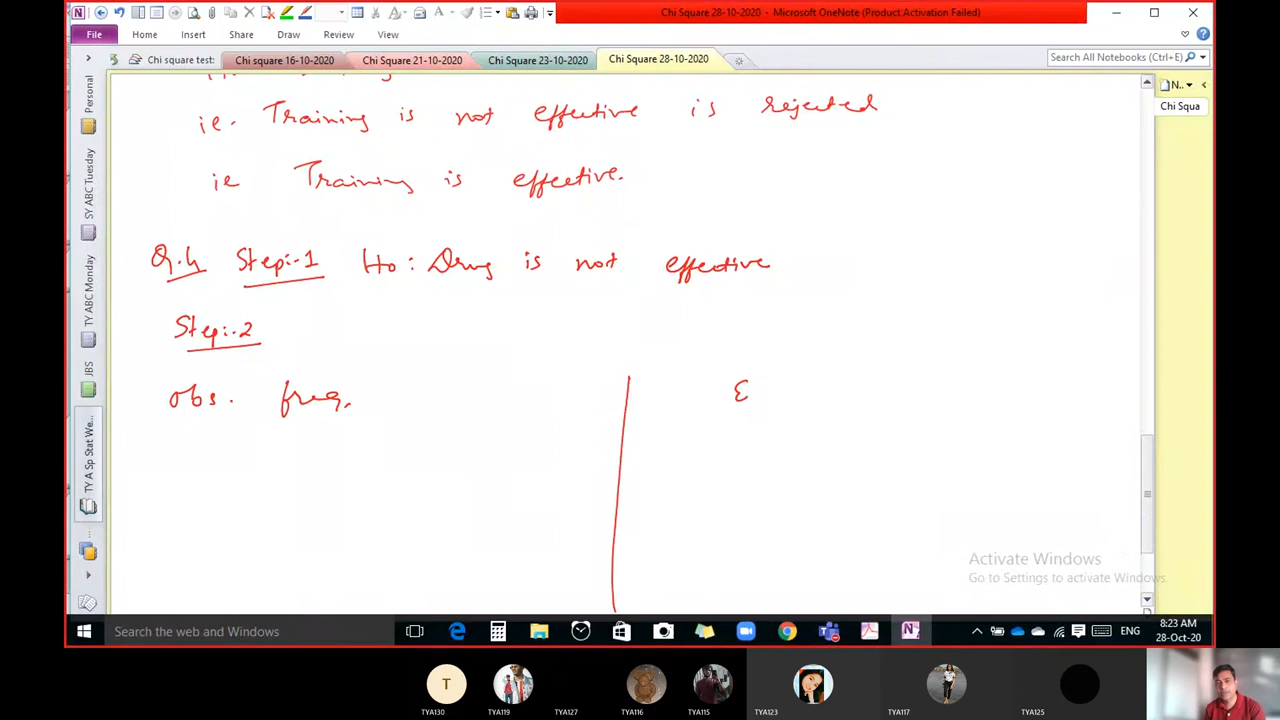 Chi Square 28-10-2020 - Microsoft OneNote (Product Activation Failed)
File Home Insert Share Draw Review View
Chi square test: Chi square 16-10-2020 Chi Square 21-10-2020 Chi Square 23-10-2020 Chi Square 28-10-2020 Search All Notebooks (Ctrl+E)
N..
Chi Squa
Personal
SY ABC Tuesday
TY ABC Monday
JBS
TY A Sp Stat We...
ie. Training is not effective is rejected
ie Training is effective.
Q.4 Step:-1 Ho: Drug is not effective
Step:-2
obs. freq. E
Activate Windows
Go to Settings to activate Windows.
Search the web and Windows
ENG
8:23 AM
28-Oct-20
T
TYA130 TYA119 TYA127 TYA116 TYA115 TYA123 TYA117 TYA125